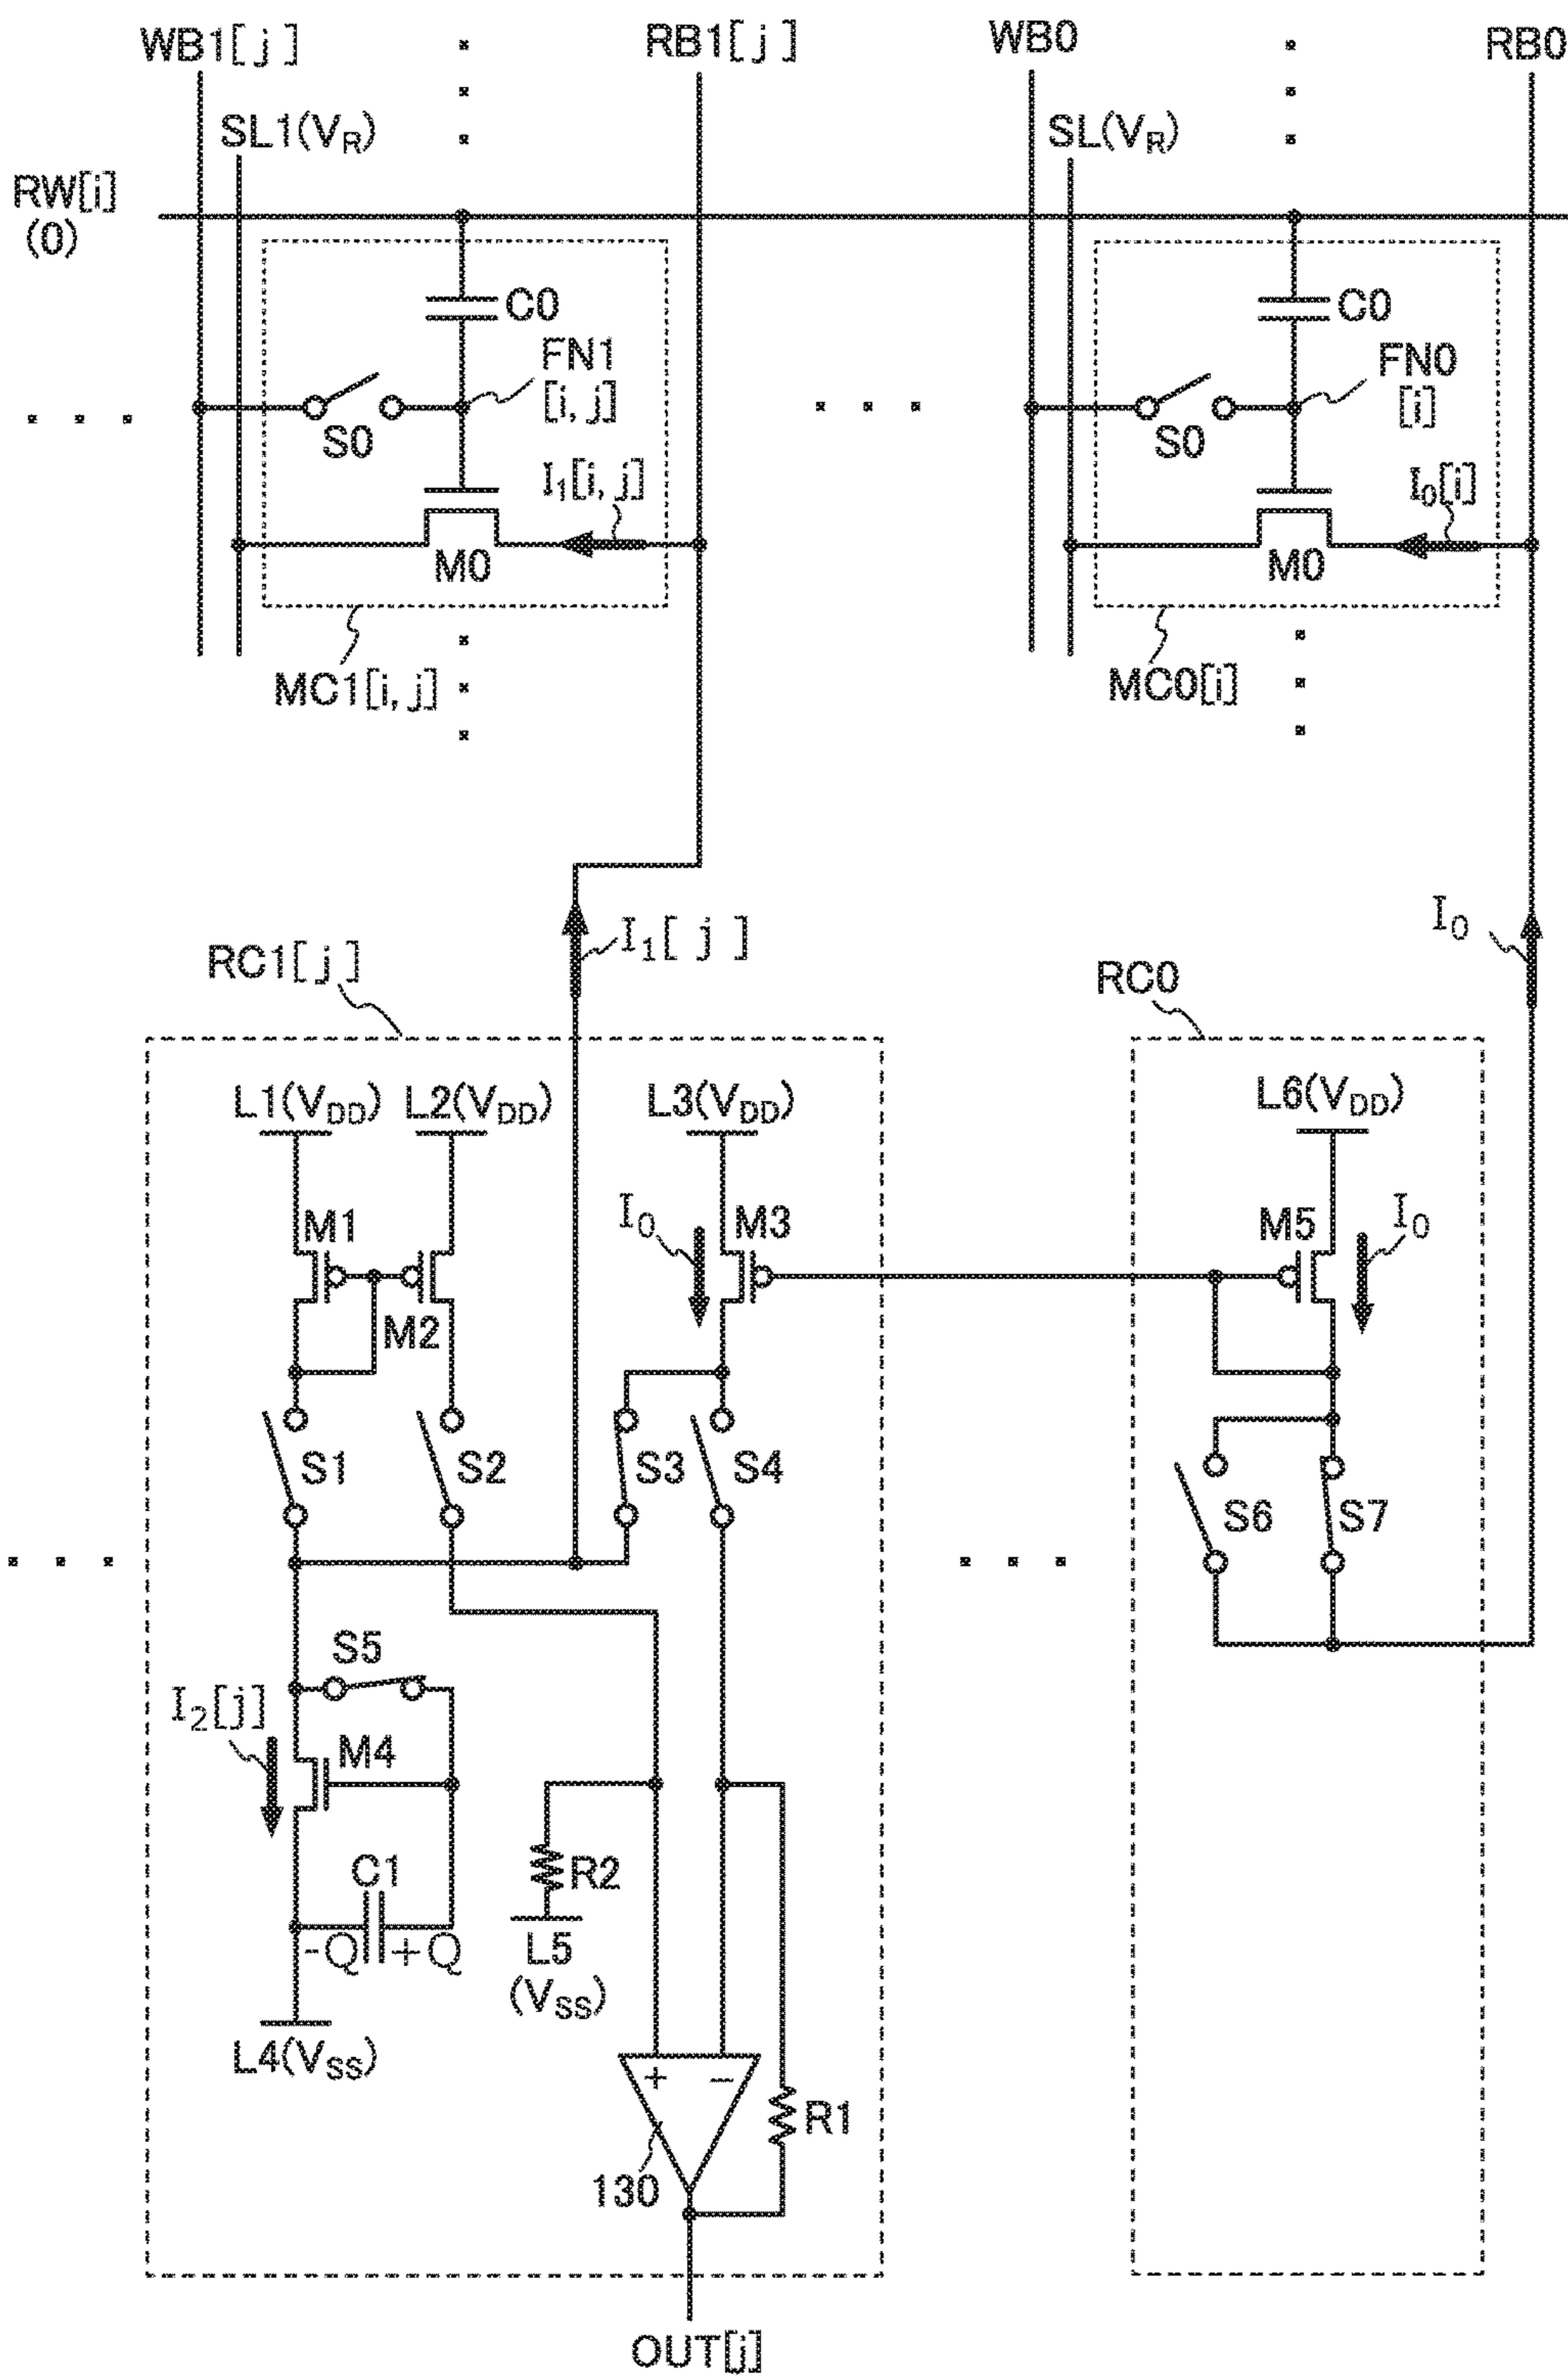 WB1[j]
RB1[j]
WB0
RB0
SL1(VR)
SL(VR)
RW[i]
(0)
C0
C0
FN1
[i, j]
FN0
[i]
S0
S0
I1[i, j]
I0[i]
M0
M0
MC1[i, j]
MC0[i]
I1[j]
I0
RC1[j]
RC0
L1(VDD)
L2(VDD)
L3(VDD)
L6(VDD)
M1
I0
M3
M5
I0
M2
S1
S2
S3
S4
S6
S7
S5
I2[j]
M4
C1
R2
-Q
+Q
L5
(VSS)
L4(VSS)
+
−
R1
130
OUT[j]